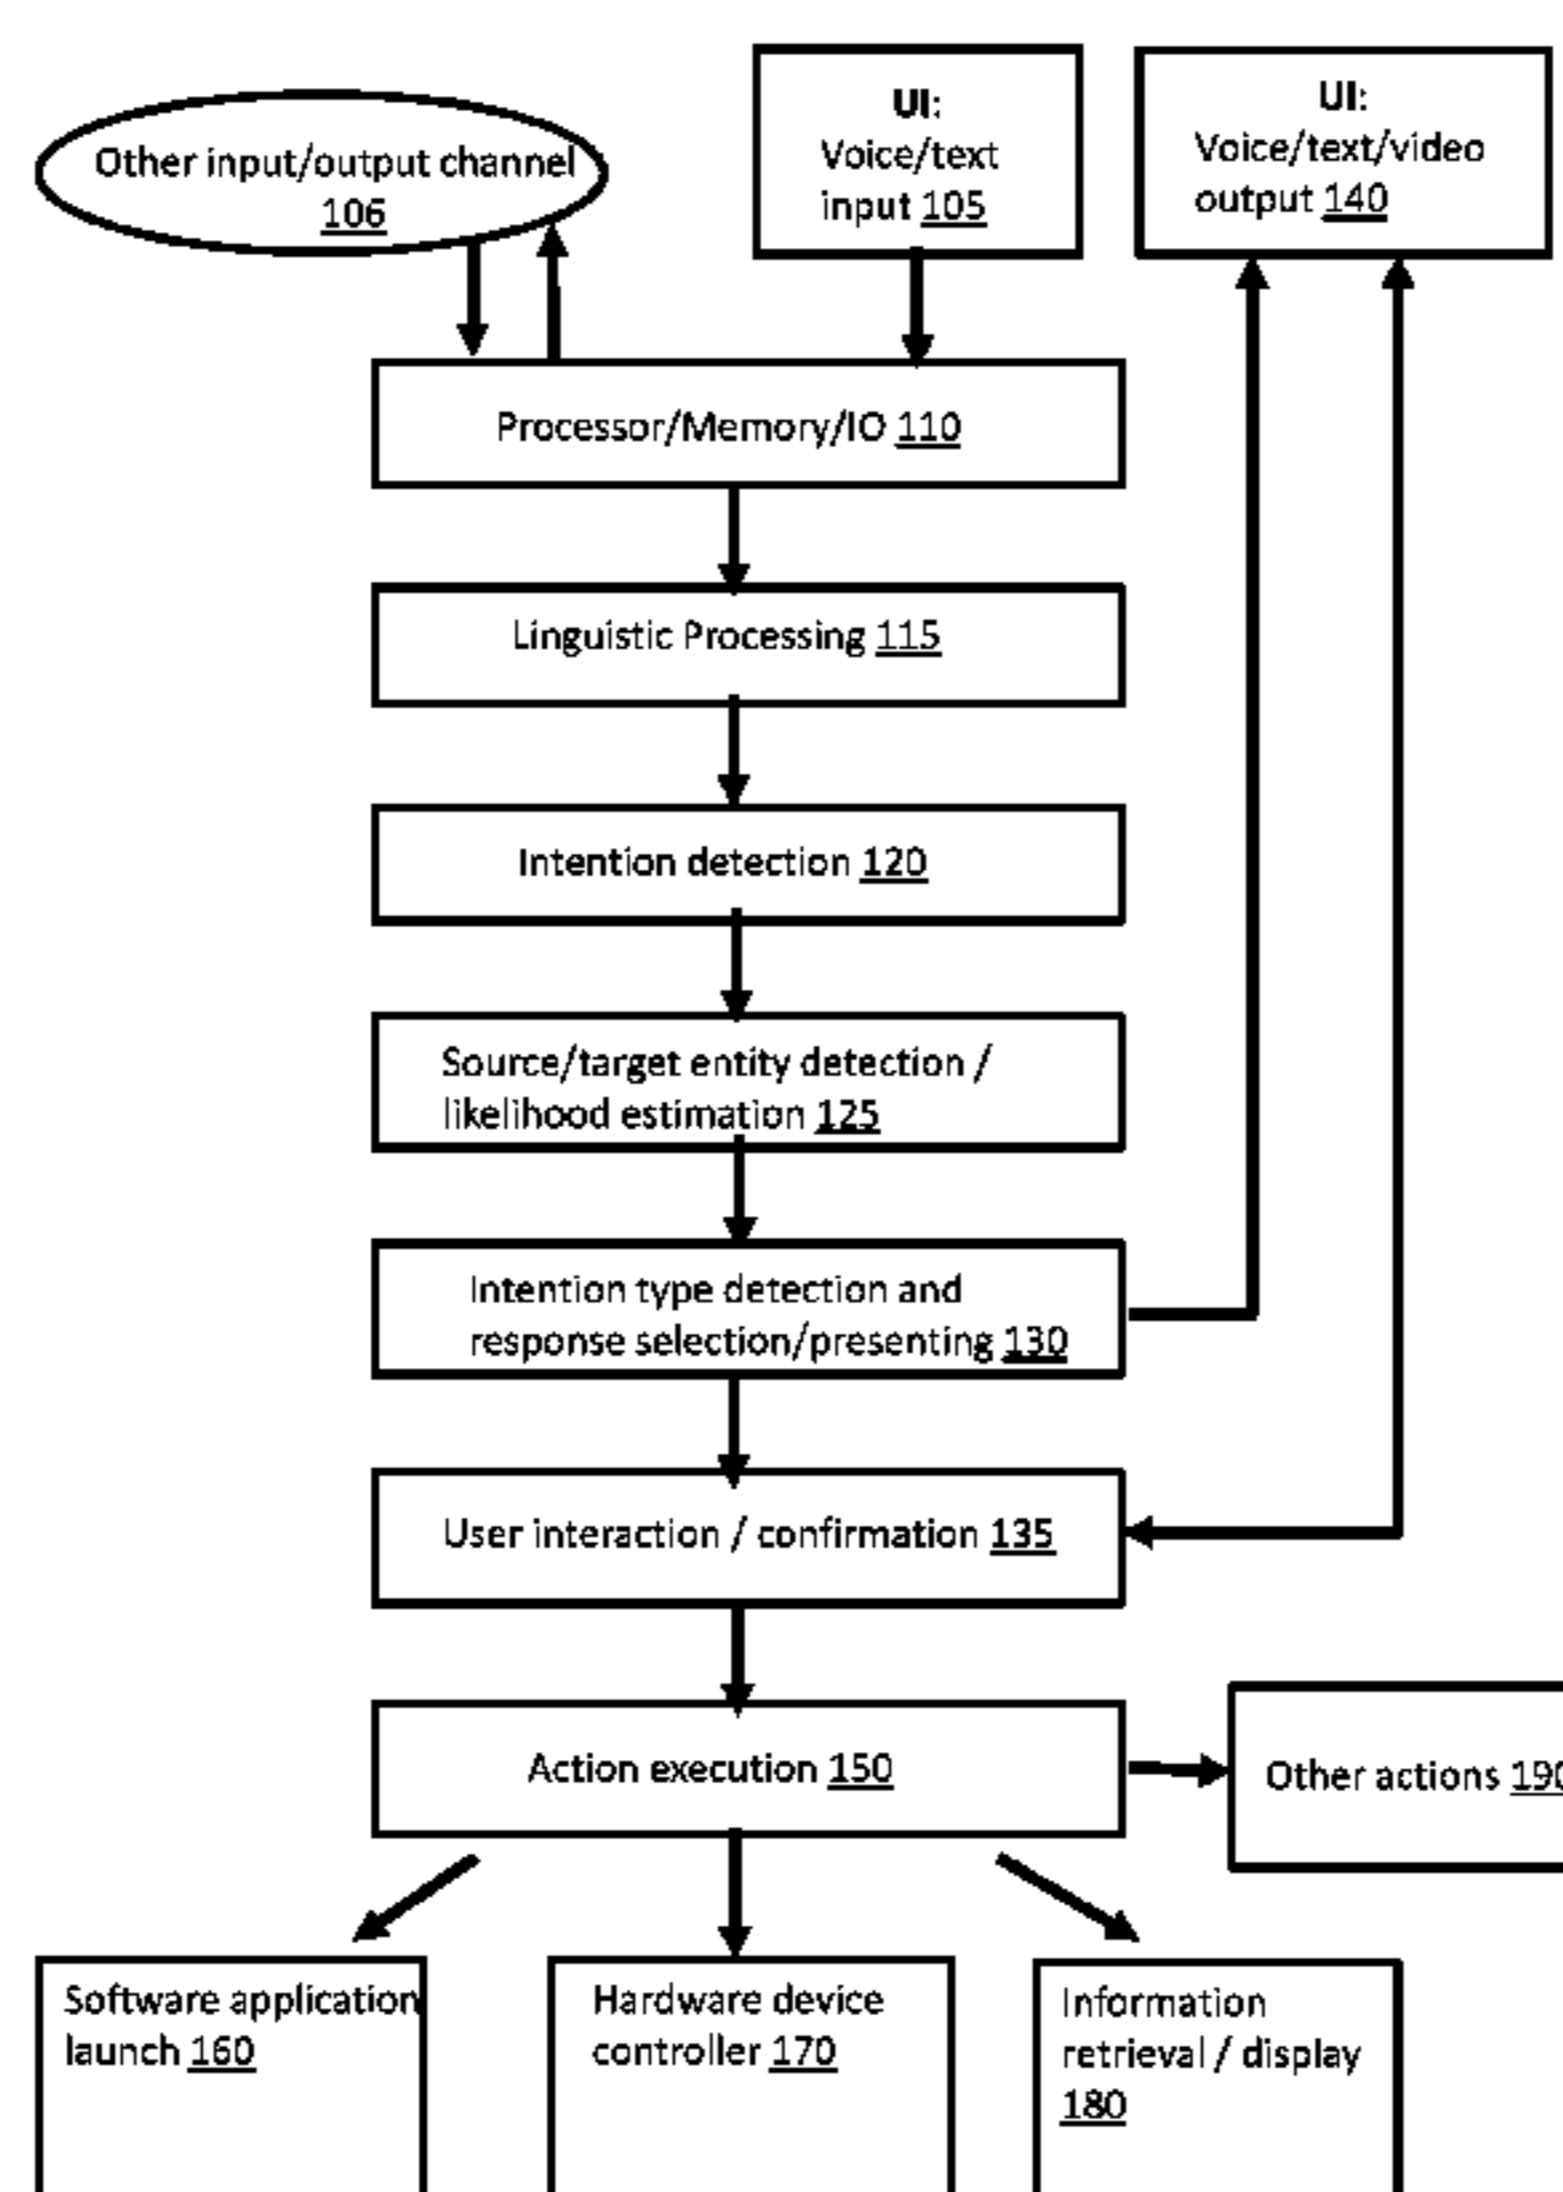 Other input/output channel
106
UI:
Voice/text
input 105
UI:
Voice/text/video
output 140
Processor/Memory/IO 110
Linguistic Processing 115
Intention detection 120
Source/target entity detection /
likelihood estimation 125
Intention type detection and
response selection/presenting 130
User interaction / confirmation 135
Action execution 150
Other actions 190
Software application
launch 160
Hardware device
controller 170
Information
retrieval / display
180